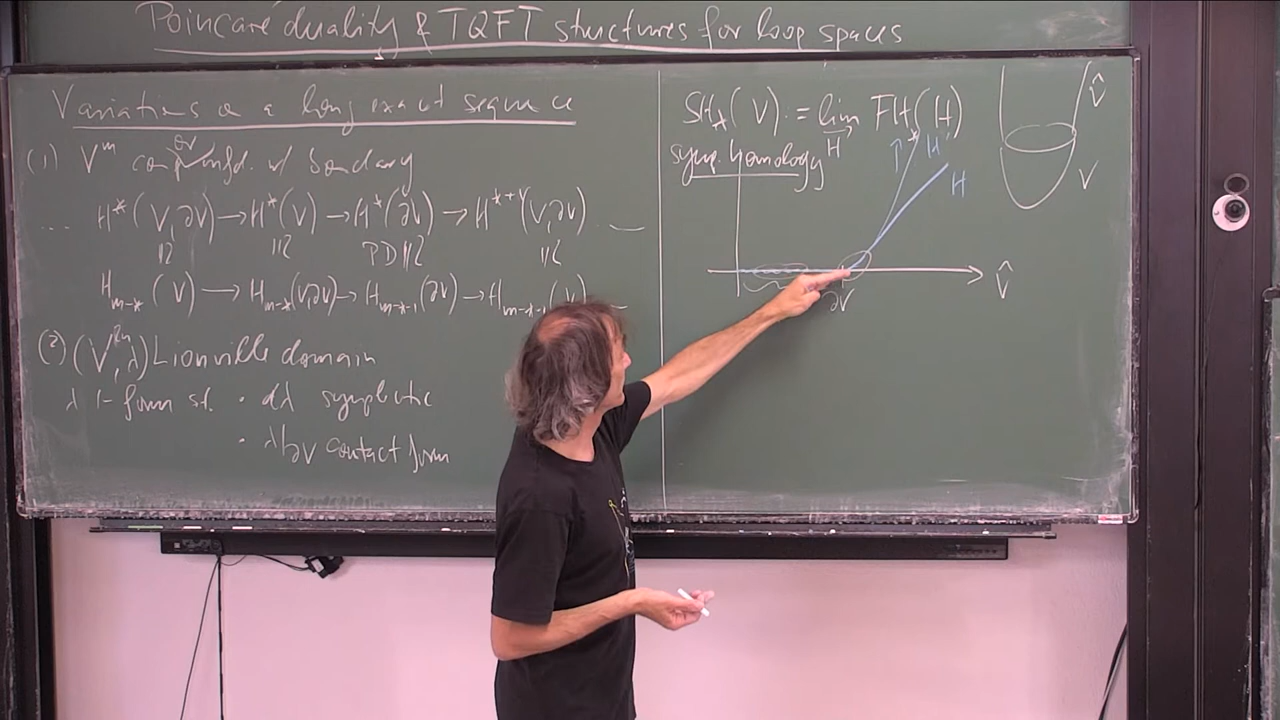 Poincaré duality & TQFT structures for loop spaces
Variations on a long exact sequence
(1) V^m comp. or mfd. w/ boundary
... H^*(V,∂V) → H^*(V) → H^*(∂V) → H^{*+1}(V,∂V) ...
PD
H_{m-*}(V) → H_{m-*}(V,∂V) → H_{m-*-1}(∂V) → H_{m-*-1}(V)
(2) (V^{2n}, λ) Liouville domain
λ 1-form s.t. · dλ symplectic
· λ|∂V contact form
SH_*(V) := lim FH_*(H)
→
H
symp. homology
H'
H
∂V
V̂
V̂
V